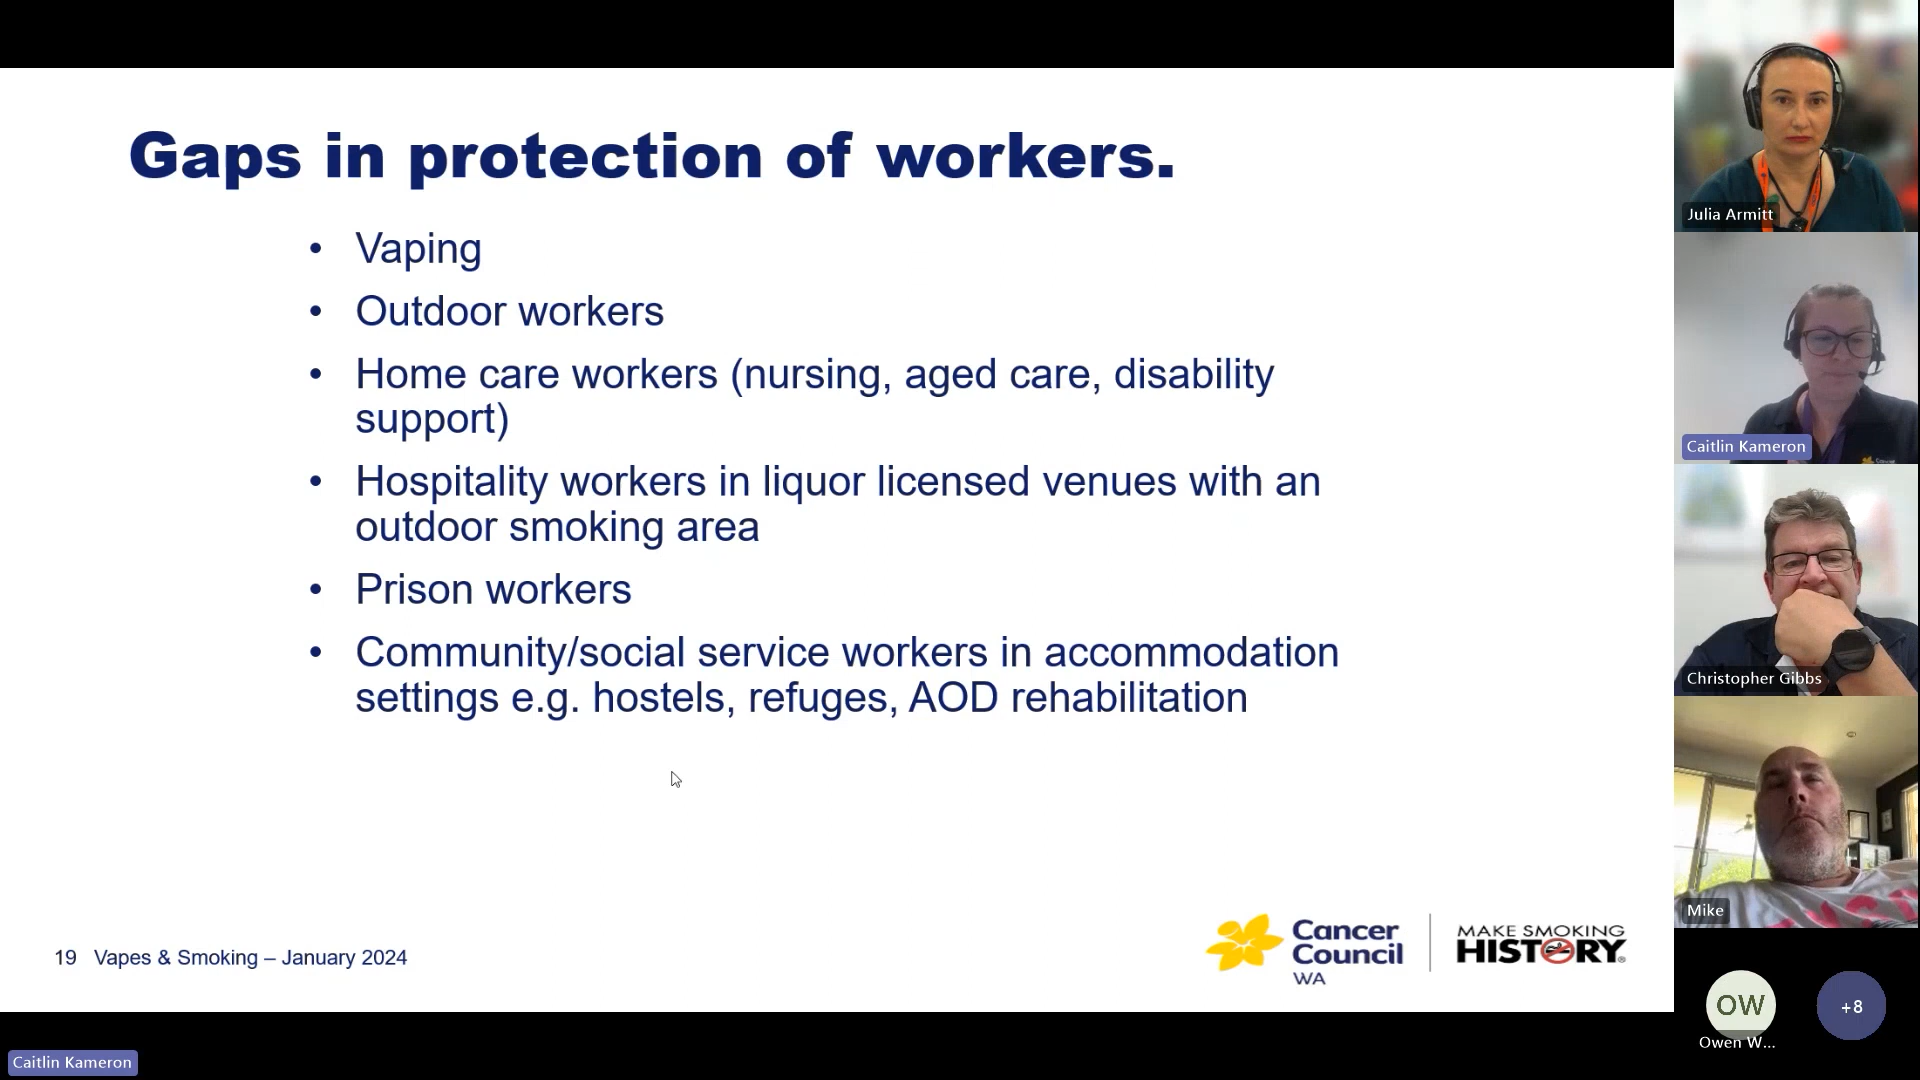 Gaps in protection of workers.
• Vaping
• Outdoor workers
• Home care workers (nursing, aged care, disability
support)
• Hospitality workers in liquor licensed venues with an
outdoor smoking area
• Prison workers
• Community/social service workers in accommodation
settings e.g. hostels, refuges, AOD rehabilitation
19 Vapes & Smoking – January 2024
Cancer
Council
WA
MAKE SMOKING
HISTORY®
Caitlin Kameron
Julia Armitt
Caitlin Kameron
Cancer
Christopher Gibbs
Mike
OW
Owen W...
+8